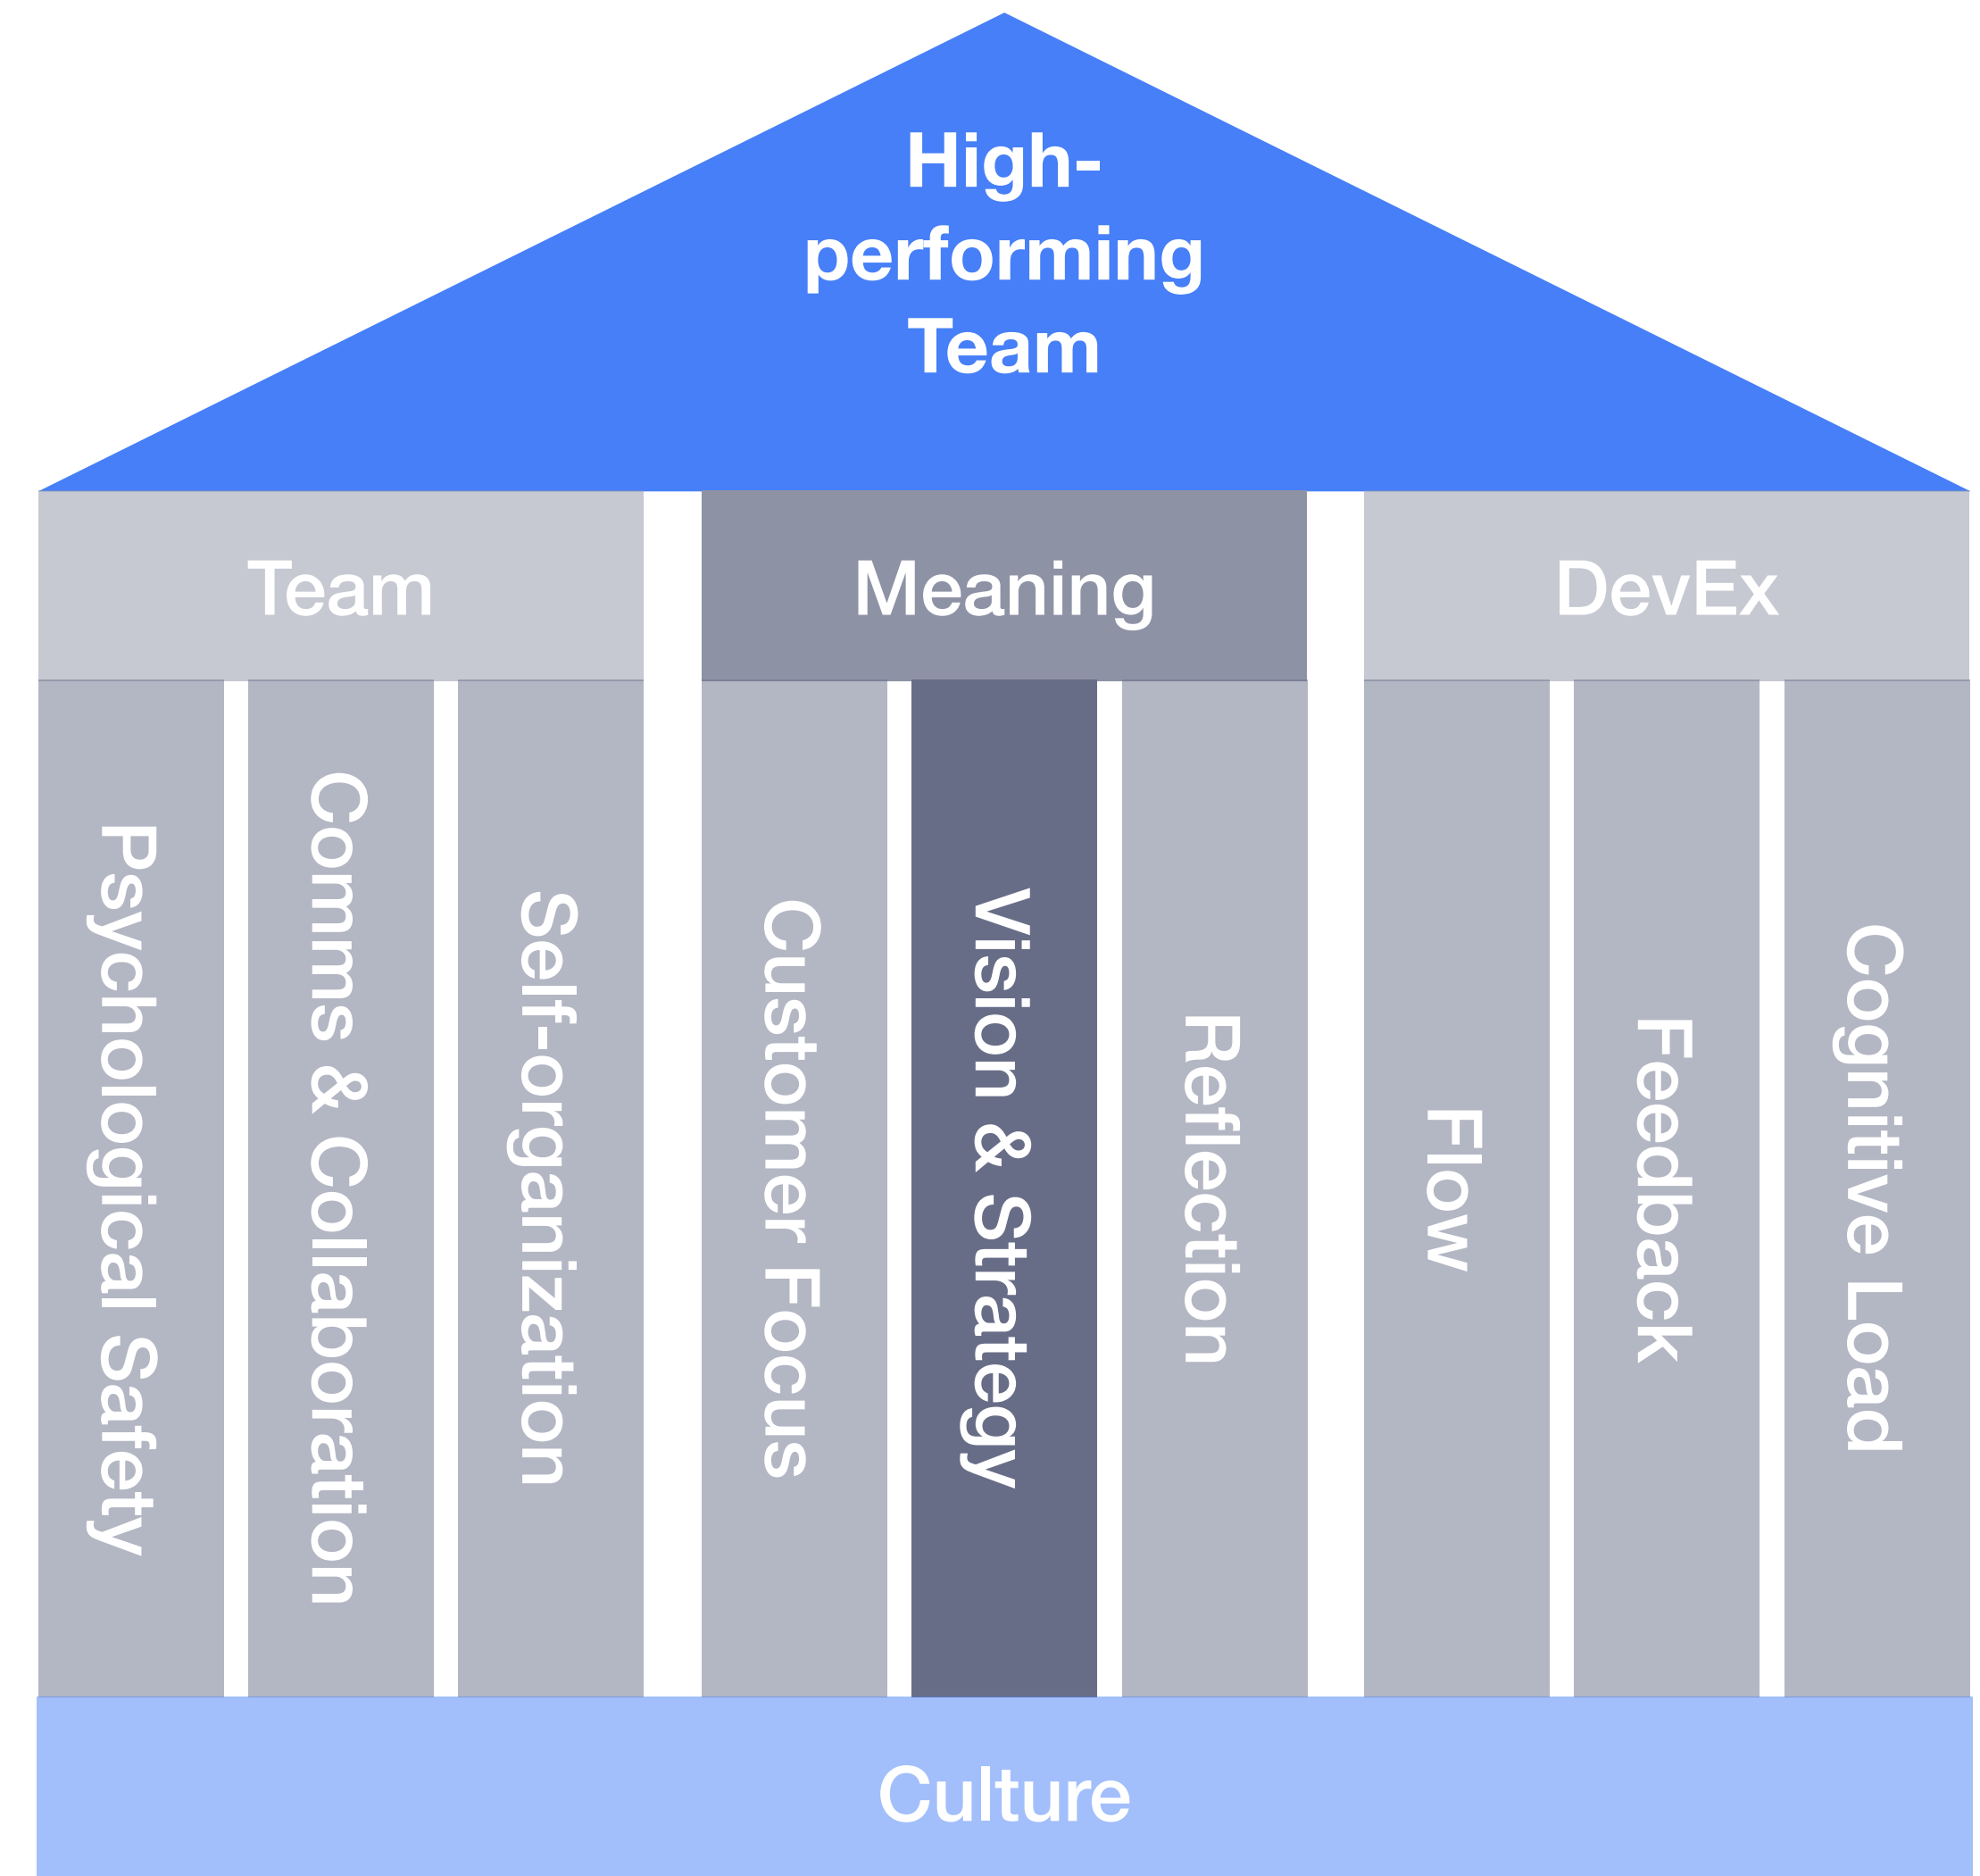 High-
performing
Team
Team
Meaning
DevEx
Psychologlical Safety
Comms & Collaboration
Self-organization
Customer Focus
Vision & Strategy
Reflection
Flow
Feedback
Cognitive Load
Culture